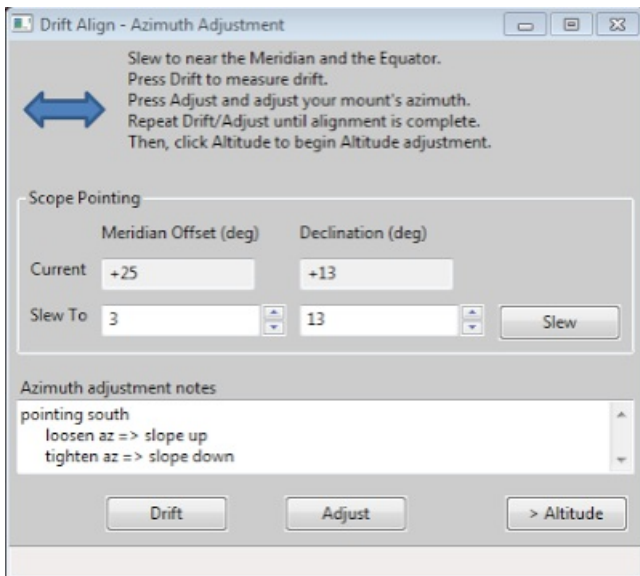 Drift Align - Azimuth Adjustment
Slew to near the Meridian and the Equator.
Press Drift to measure drift.
Press Adjust and adjust your mount's azimuth.
Repeat Drift/Adjust until alignment is complete.
Then, click Altitude to begin Altitude adjustment.
Scope Pointing
Meridian Offset (deg) Declination (deg)
Current +25 +13
Slew To 3 13 Slew
Azimuth adjustment notes
pointing south
loosen az => slope up
tighten az => slope down
Drift Adjust > Altitude